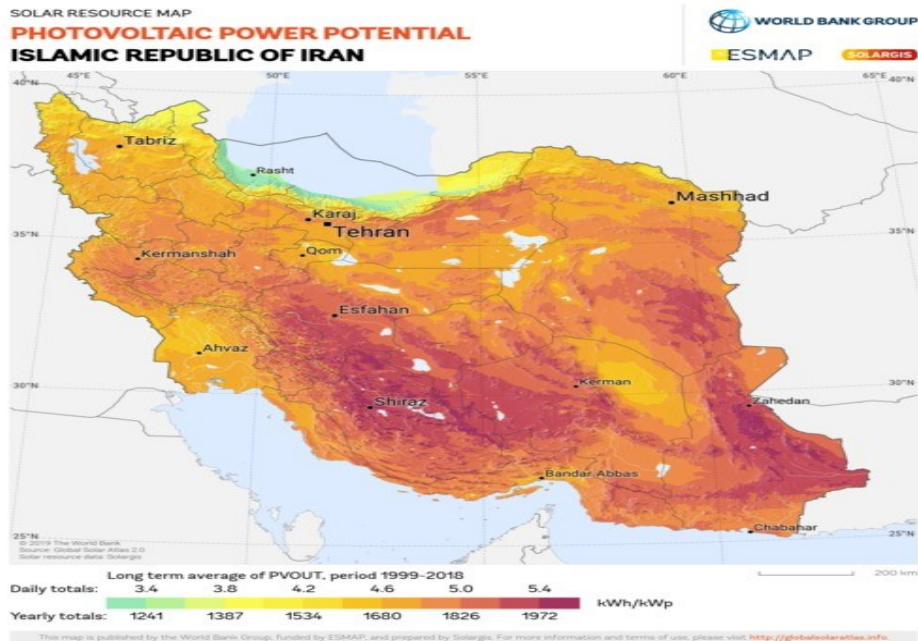 SOLAR RESOURCE MAP
PHOTOVOLTAIC POWER POTENTIAL
ISLAMIC REPUBLIC OF IRAN
WORLD BANK GROUP
ESMAP
SOLARGIS
40°N 45°E 50°E 55°E 60°E 65°E 40°N
Tabriz
Rasht
Mashhad
Karaj
Tehran
35°N 35°N
Qom
Kermanshah
Esfahan
Ahvaz
30°N 30°N
Kerman
Shiraz
Zahedan
Bandar Abbas
Chabahar
25°N 25°N
© 2019 The World Bank
Source: Global Solar Atlas 2.0
Solar resource data: Solargis
200 km
Long term average of PVOUT, period 1999-2018
Daily totals: 3.4 3.8 4.2 4.6 5.0 5.4
kWh/kWp
Yearly totals: 1241 1387 1534 1680 1826 1972
This map is published by the World Bank Group, funded by ESMAP, and prepared by Solargis. For more information and terms of use, please visit http://globalsolaratlas.info.